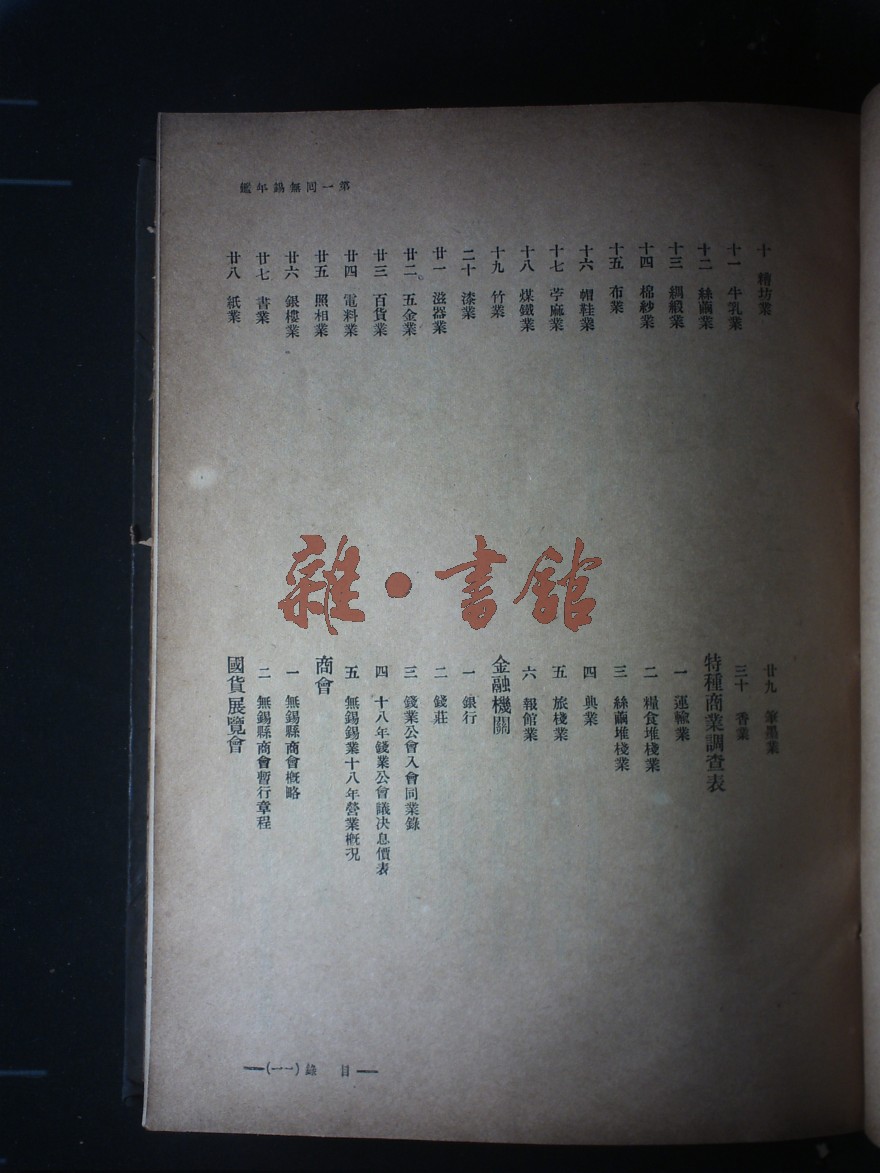 第一回無錫年鑑
十 糟坊業
十一 牛乳業
十二 絲繭業
十三 綢緞業
十四 棉紗業
十五 布業
十六 帽鞋業
十七 苧麻業
十八 煤鐵業
十九 竹業
二十 漆業
廿一 滋器業
廿二 五金業
廿三 百貨業
廿四 電料業
廿五 照相業
廿六 銀樓業
廿七 書業
廿八 紙業
雜·書館
廿九 筆墨業
三十 香業
特種商業調查表
一 運輸業
二 糧食堆棧業
三 絲繭堆棧業
四 典業
五 旅棧業
六 報館業
金融機關
一 銀行
二 錢莊
三 錢業公會入會同業錄
四 十八年錢業公會議決息價表
五 無錫錫業十八年營業概況
商會
一 無錫縣商會概略
二 無錫縣商會暫行章程
國貨展覽會
目 錄 (一一)